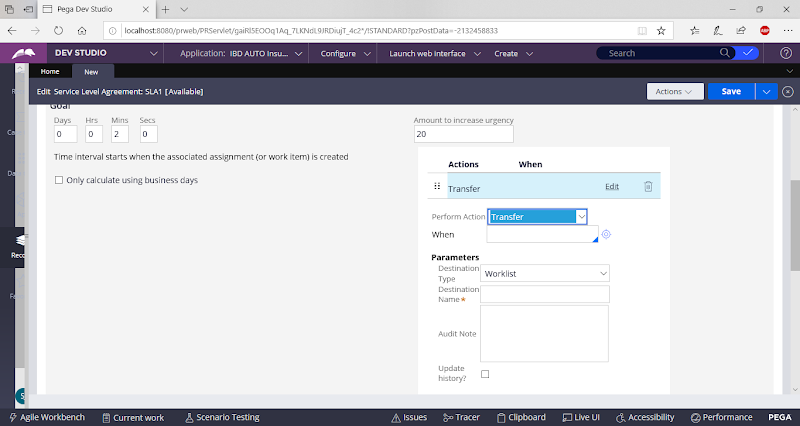 Pega Dev Studio
localhost:8080/prweb/PRServlet/gaiRl5EOOq1Aq_7LKNdL9JRDiujT_4c2*/!STANDARD?pzPostData=-2132458833
DEV STUDIO
Application: IBD AUTO Insu...
Configure
Launch web interface
Create
Search
Home
New
Edit Service Level Agreement: SLA1 [Available]
Actions
Save
Goal
Days Hrs Mins Secs
0 0 2 0
Amount to increase urgency
20
Time interval starts when the associated assignment (or work item) is created
Only calculate using business days
Actions When
Transfer Edit
Perform Action Transfer
When
Parameters
Destination
Type
Worklist
Destination
Name*
Audit Note
Update
history?
Reco
Agile Workbench
Current work
Scenario Testing
Issues
Tracer
Clipboard
Live UI
Accessibility
Performance
PEGA